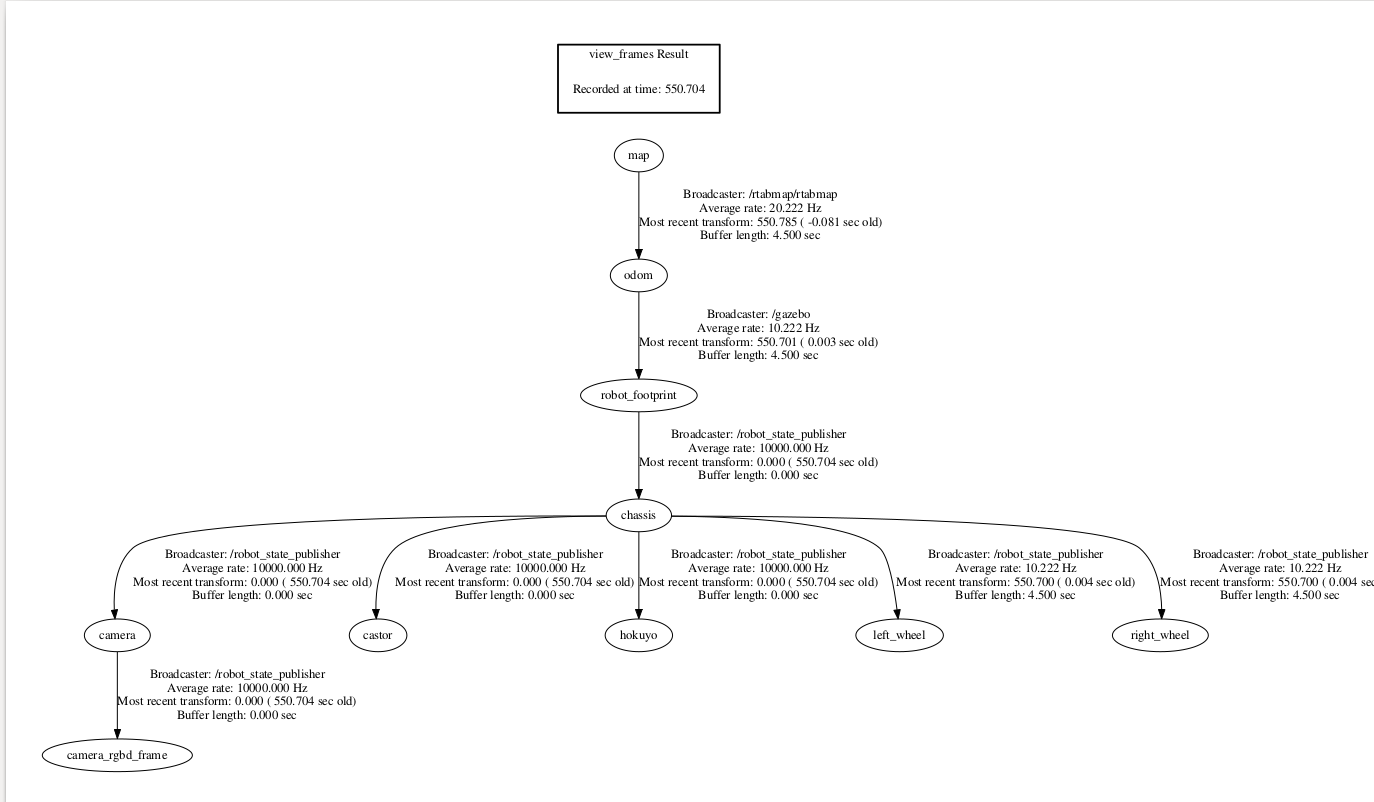 view_frames Result
Recorded at time: 550.704
map
Broadcaster: /rtabmap/rtabmap
Average rate: 20.222 Hz
Most recent transform: 550.785 ( -0.081 sec old)
Buffer length: 4.500 sec
odom
Broadcaster: /gazebo
Average rate: 10.222 Hz
Most recent transform: 550.701 ( 0.003 sec old)
Buffer length: 4.500 sec
robot_footprint
Broadcaster: /robot_state_publisher
Average rate: 10000.000 Hz
Most recent transform: 0.000 ( 550.704 sec old)
Buffer length: 0.000 sec
chassis
Broadcaster: /robot_state_publisher
Average rate: 10000.000 Hz
Most recent transform: 0.000 ( 550.704 sec old)
Buffer length: 0.000 sec
Broadcaster: /robot_state_publisher
Average rate: 10000.000 Hz
Most recent transform: 0.000 ( 550.704 sec old)
Buffer length: 0.000 sec
Broadcaster: /robot_state_publisher
Average rate: 10000.000 Hz
Most recent transform: 0.000 ( 550.704 sec old)
Buffer length: 0.000 sec
Broadcaster: /robot_state_publisher
Average rate: 10.222 Hz
Most recent transform: 550.700 ( 0.004 sec old)
Buffer length: 4.500 sec
Broadcaster: /robot_state_publisher
Average rate: 10.222 Hz
Most recent transform: 550.700 ( 0.004 sec
Buffer length: 4.500 sec
camera
castor
hokuyo
left_wheel
right_wheel
Broadcaster: /robot_state_publisher
Average rate: 10000.000 Hz
Most recent transform: 0.000 ( 550.704 sec old)
Buffer length: 0.000 sec
camera_rgbd_frame